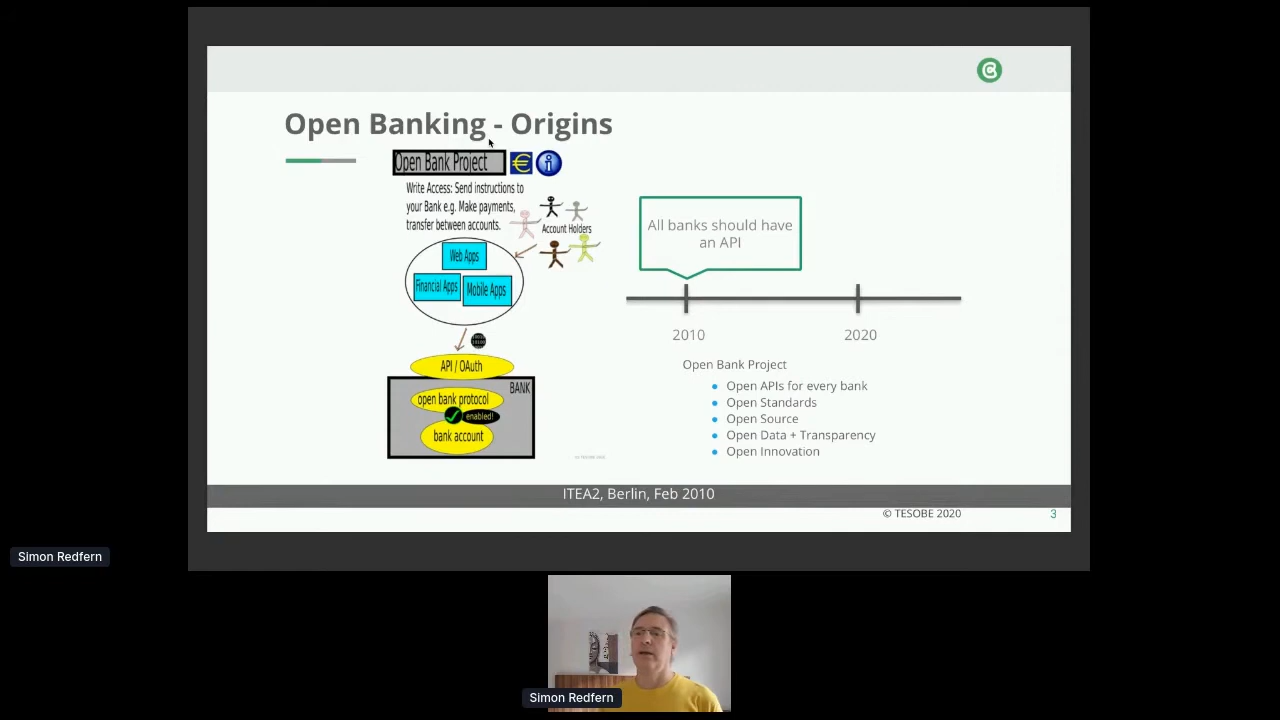 Open Banking - Origins
Open Bank Project
Write Access: Send instructions to
your Bank e.g. Make payments,
transfer between accounts.
Account Holders
Web Apps
Financial Apps
Mobile Apps
API / OAuth
BANK
open bank protocol
enabled!
bank account
All banks should have
an API
2010
2020
Open Bank Project
Open APIs for every bank
Open Standards
Open Source
Open Data + Transparency
Open Innovation
ITEA2, Berlin, Feb 2010
© TESOBE 2020
3
Simon Redfern
Simon Redfern